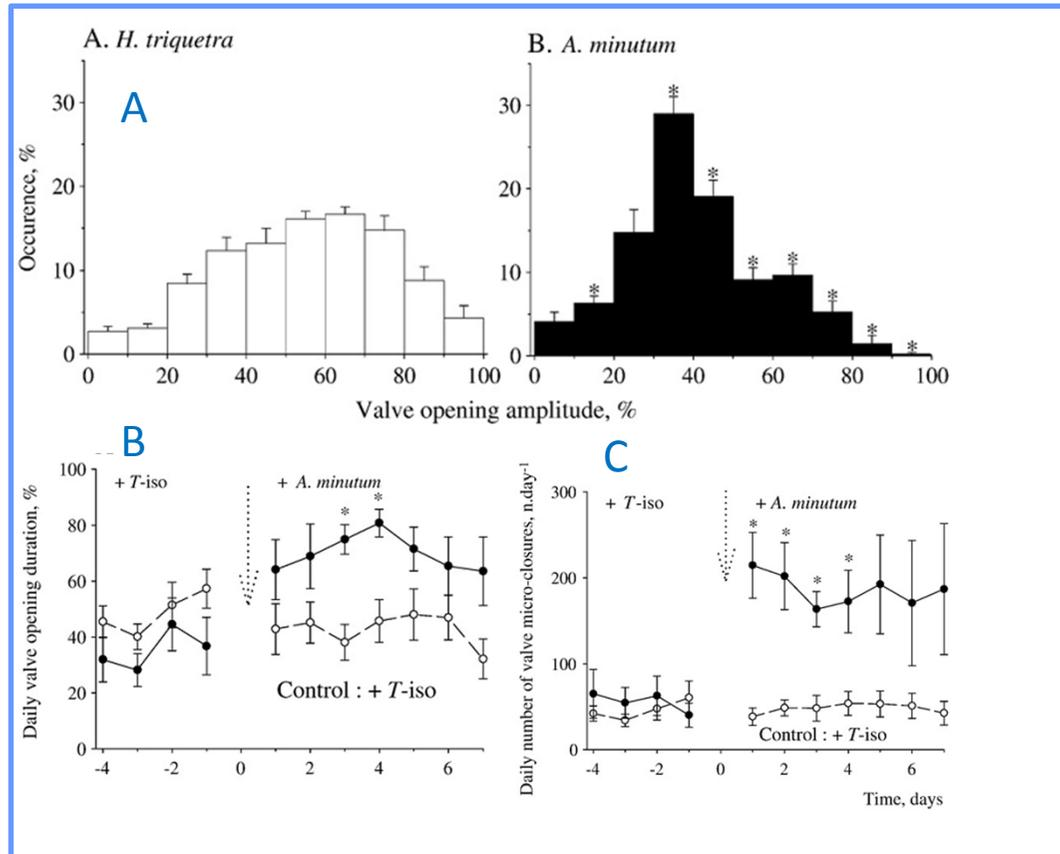 A. H. triquetra
B. A. minutum
A
Occurence, %
30
20
10
0
0 20 40 60 80 100
*
*
*
*
*
*
*
*
30
20
10
0
0 20 40 60 80 100
Valve opening amplitude, %
B
Daily valve opening duration, %
100
80
60
40
20
0
+ T-iso
+ A. minutum
*
*
Control : + T-iso
-4 -2 0 2 4 6
C
Daily number of valve micro-closures, n.day-1
300
200
100
0
+ T-iso
+ A. minutum
*
*
*
*
Control : + T-iso
-4 -2 0 2 4 6
Time, days